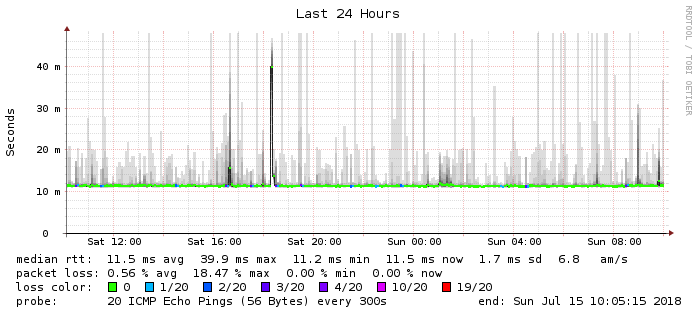 Last 24 Hours
RRDTOOL / TOBI OETIKER
Seconds
40 m
30 m
20 m
10 m
0
Sat 12:00 Sat 16:00 Sat 20:00 Sun 00:00 Sun 04:00 Sun 08:00
median rtt: 11.5 ms avg 39.9 ms max 11.2 ms min 11.5 ms now 1.7 ms sd 6.8 am/s
packet loss: 0.56 % avg 18.47 % max 0.00 % min 0.00 % now
loss color: 0 1/20 2/20 3/20 4/20 10/20 19/20
probe: 20 ICMP Echo Pings (56 Bytes) every 300s end: Sun Jul 15 10:05:15 2018